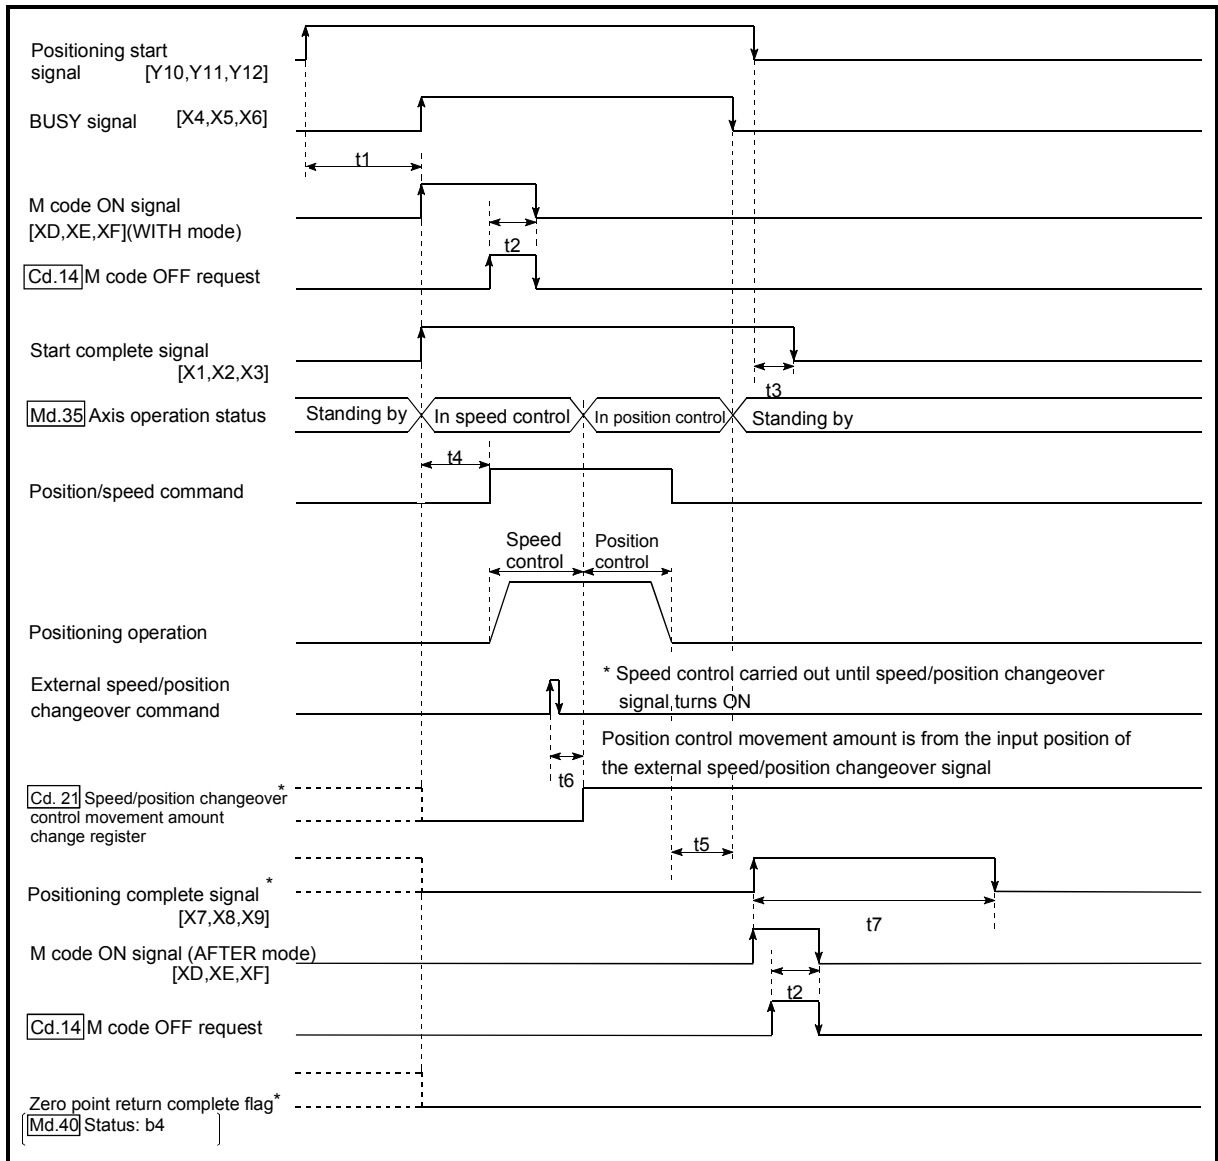 Positioning start
signal [Y10,Y11,Y12]
BUSY signal [X4,X5,X6]
t1
M code ON signal
[XD,XE,XF](WITH mode)
t2
Cd.14 M code OFF request
Start complete signal
[X1,X2,X3]
t3
Md.35 Axis operation status
Standing by
In speed control
In position control
Standing by
t4
Position/speed command
Speed
control
Position
control
Positioning operation
External speed/position
changeover command
* Speed control carried out until speed/position changeover
signal turns ON
Position control movement amount is from the input position of
the external speed/position changeover signal
t6
Cd. 21 Speed/position changeover*
control movement amount
change register
t5
Positioning complete signal *
[X7,X8,X9]
t7
M code ON signal (AFTER mode)
[XD,XE,XF]
t2
Cd.14 M code OFF request
Zero point return complete flag*
Md.40 Status: b4